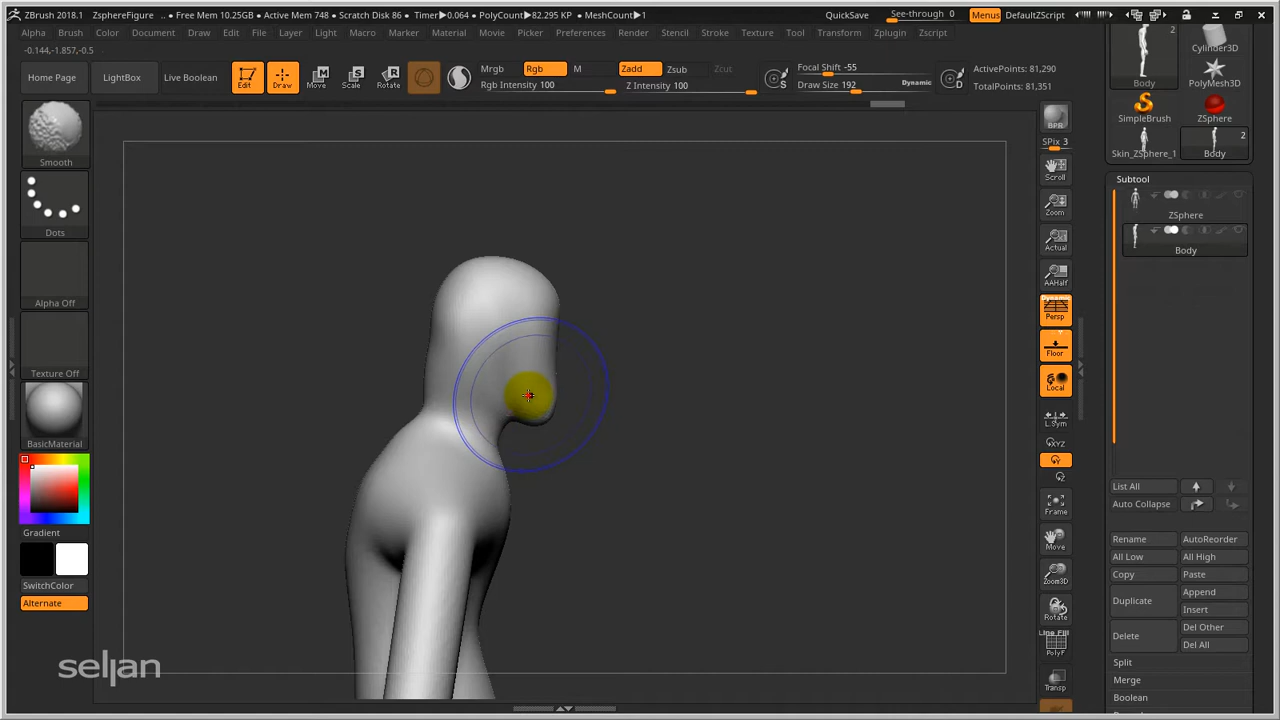 ZBrush 2018.1 ZsphereFigure .. • Free Mem 10.25GB • Active Mem 748 • Scratch Disk 86 • Timer▶0.064 • PolyCount▶82.295 KP • MeshCount▶1 QuickSave See-through 0 Menus DefaultZScript
Alpha Brush Color Document Draw Edit File Layer Light Macro Marker Material Movie Picker Preferences Render Stencil Stroke Texture Tool Transform Zplugin Zscript
-0.144,-1.857,-0.5
Home Page LightBox Live Boolean Edit Draw Move Scale Rotate
Mrgb Rgb M Zadd Zsub Zcut
Rgb Intensity 100 Z Intensity 100
S Focal Shift -55
Draw Size 192 Dynamic D
ActivePoints: 81,290
TotalPoints: 81,351
Smooth
Dots
Alpha Off
Texture Off
BasicMaterial
Gradient
SwitchColor
Alternate
BPR
SPix 3
Scroll
Zoom
Actual
AAHalf
Persp
Floor
Local
L.Sym
XYZ
Y
Z
Frame
Move
Zoom3D
Rotate
Line Fill
PolyF
Transp
2
Body Cylinder3D
PolyMesh3D
SimpleBrush ZSphere
Skin_ZSphere_1 Body 2
Subtool
ZSphere
Body
List All
Auto Collapse
Rename AutoReorder
All Low All High
Copy Paste
Duplicate Append
Insert
Delete Del Other
Del All
Split
Merge
Boolean
seljan